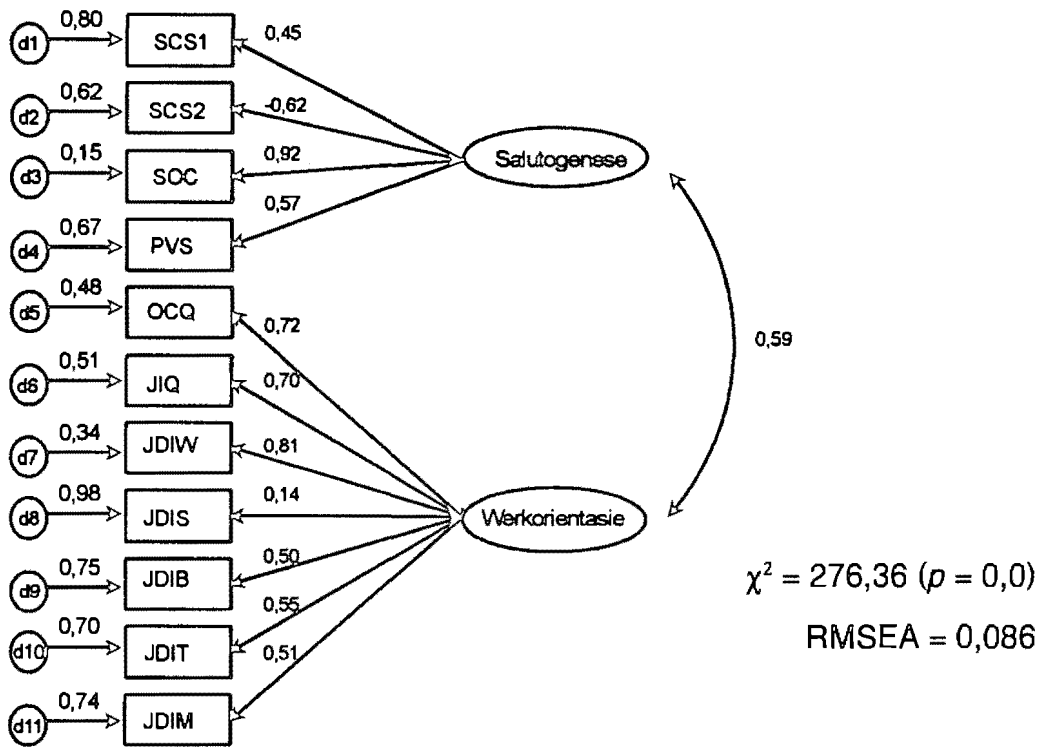 0,80
d1
SCS1
0,45
0,62
d2
SCS2
-0,62
0,15
d3
SOC
0,92
Salutogenese
0,67
d4
PVS
0,57
0,48
d5
OCQ
0,72
0,59
0,51
d6
JIQ
0,70
0,34
d7
JDIW
0,81
0,98
d8
JDIS
0,14
Werkorientasie
0,75
d9
JDIB
0,50
0,70
d10
JDIT
0,55
0,74
d11
JDIM
0,51
χ² = 276,36 (p = 0,0)
RMSEA = 0,086